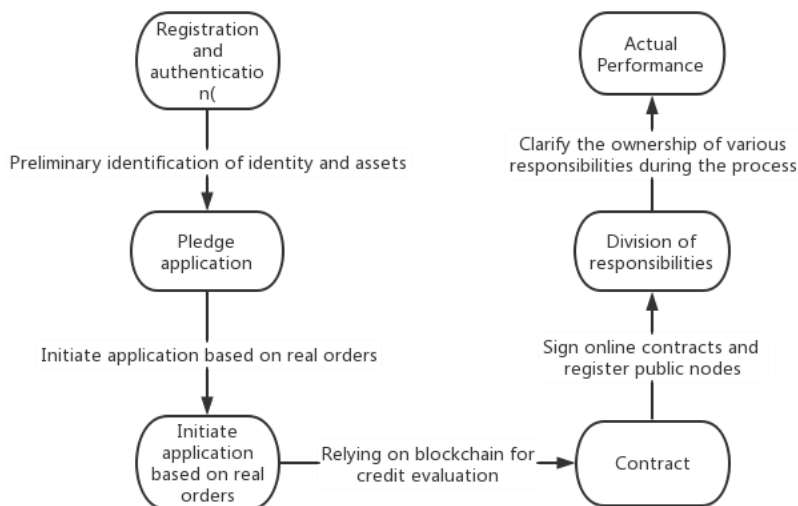 Registration
and
authenticatio
n(
Preliminary identification of identity and assets
Pledge
application
Initiate application based on real orders
Initiate
application
based on real
orders
Relying on blockchain for
credit evaluation
Contract
Sign online contracts and
register public nodes
Division of
responsibilities
Clarify the ownership of various
responsibilities during the process
Actual
Performance